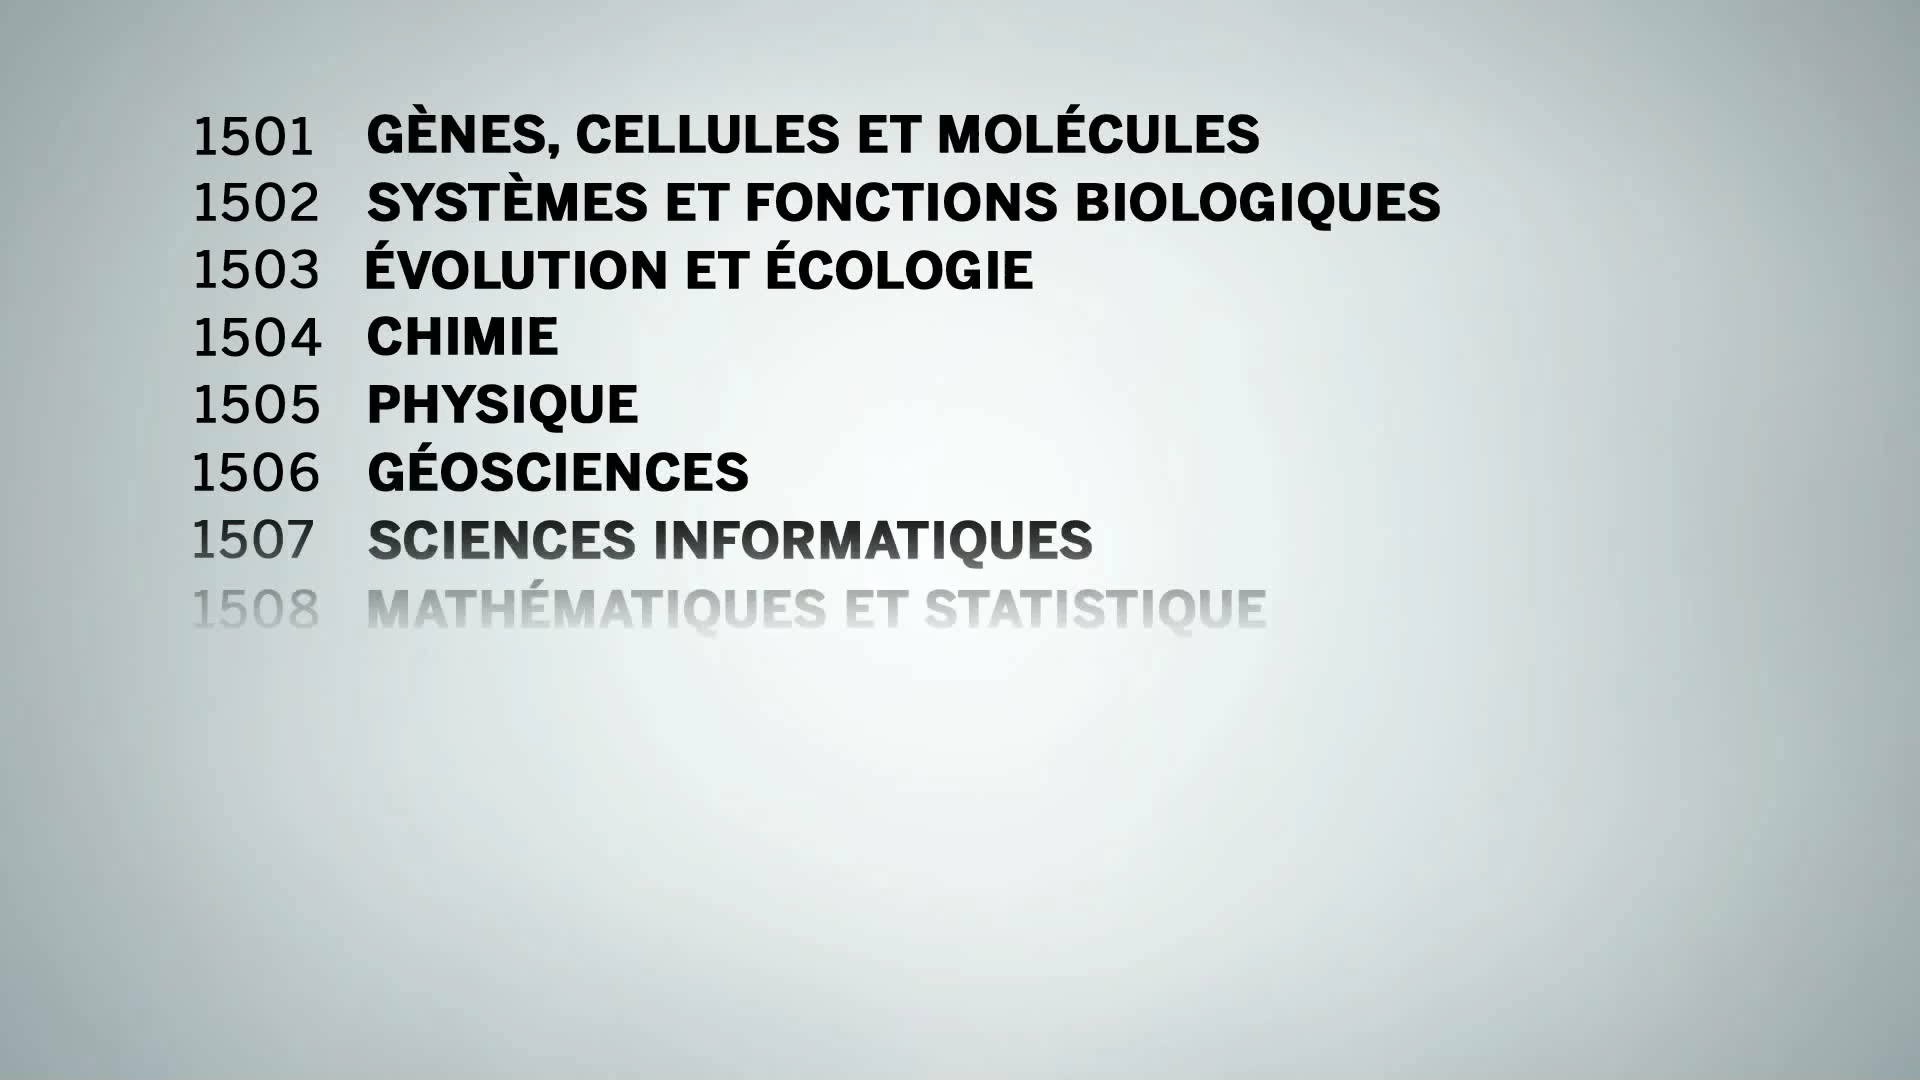 1501 GÈNES, CELLULES ET MOLÉCULES
1502 SYSTÈMES ET FONCTIONS BIOLOGIQUES
1503 ÉVOLUTION ET ÉCOLOGIE
1504 CHIMIE
1505 PHYSIQUE
1506 GÉOSCIENCES
1507 SCIENCES INFORMATIQUES
1508 MATHÉMATIQUES ET STATISTIQUE